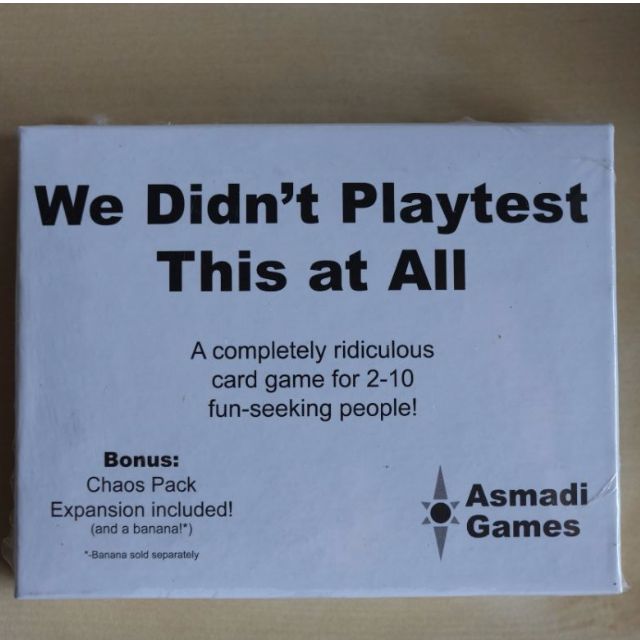 We Didn't Playtest
This at All
A completely ridiculous
card game for 2-10
fun-seeking people!
Bonus:
Chaos Pack
Expansion included!
(and a banana!*)
*-Banana sold separately
Asmadi
Games